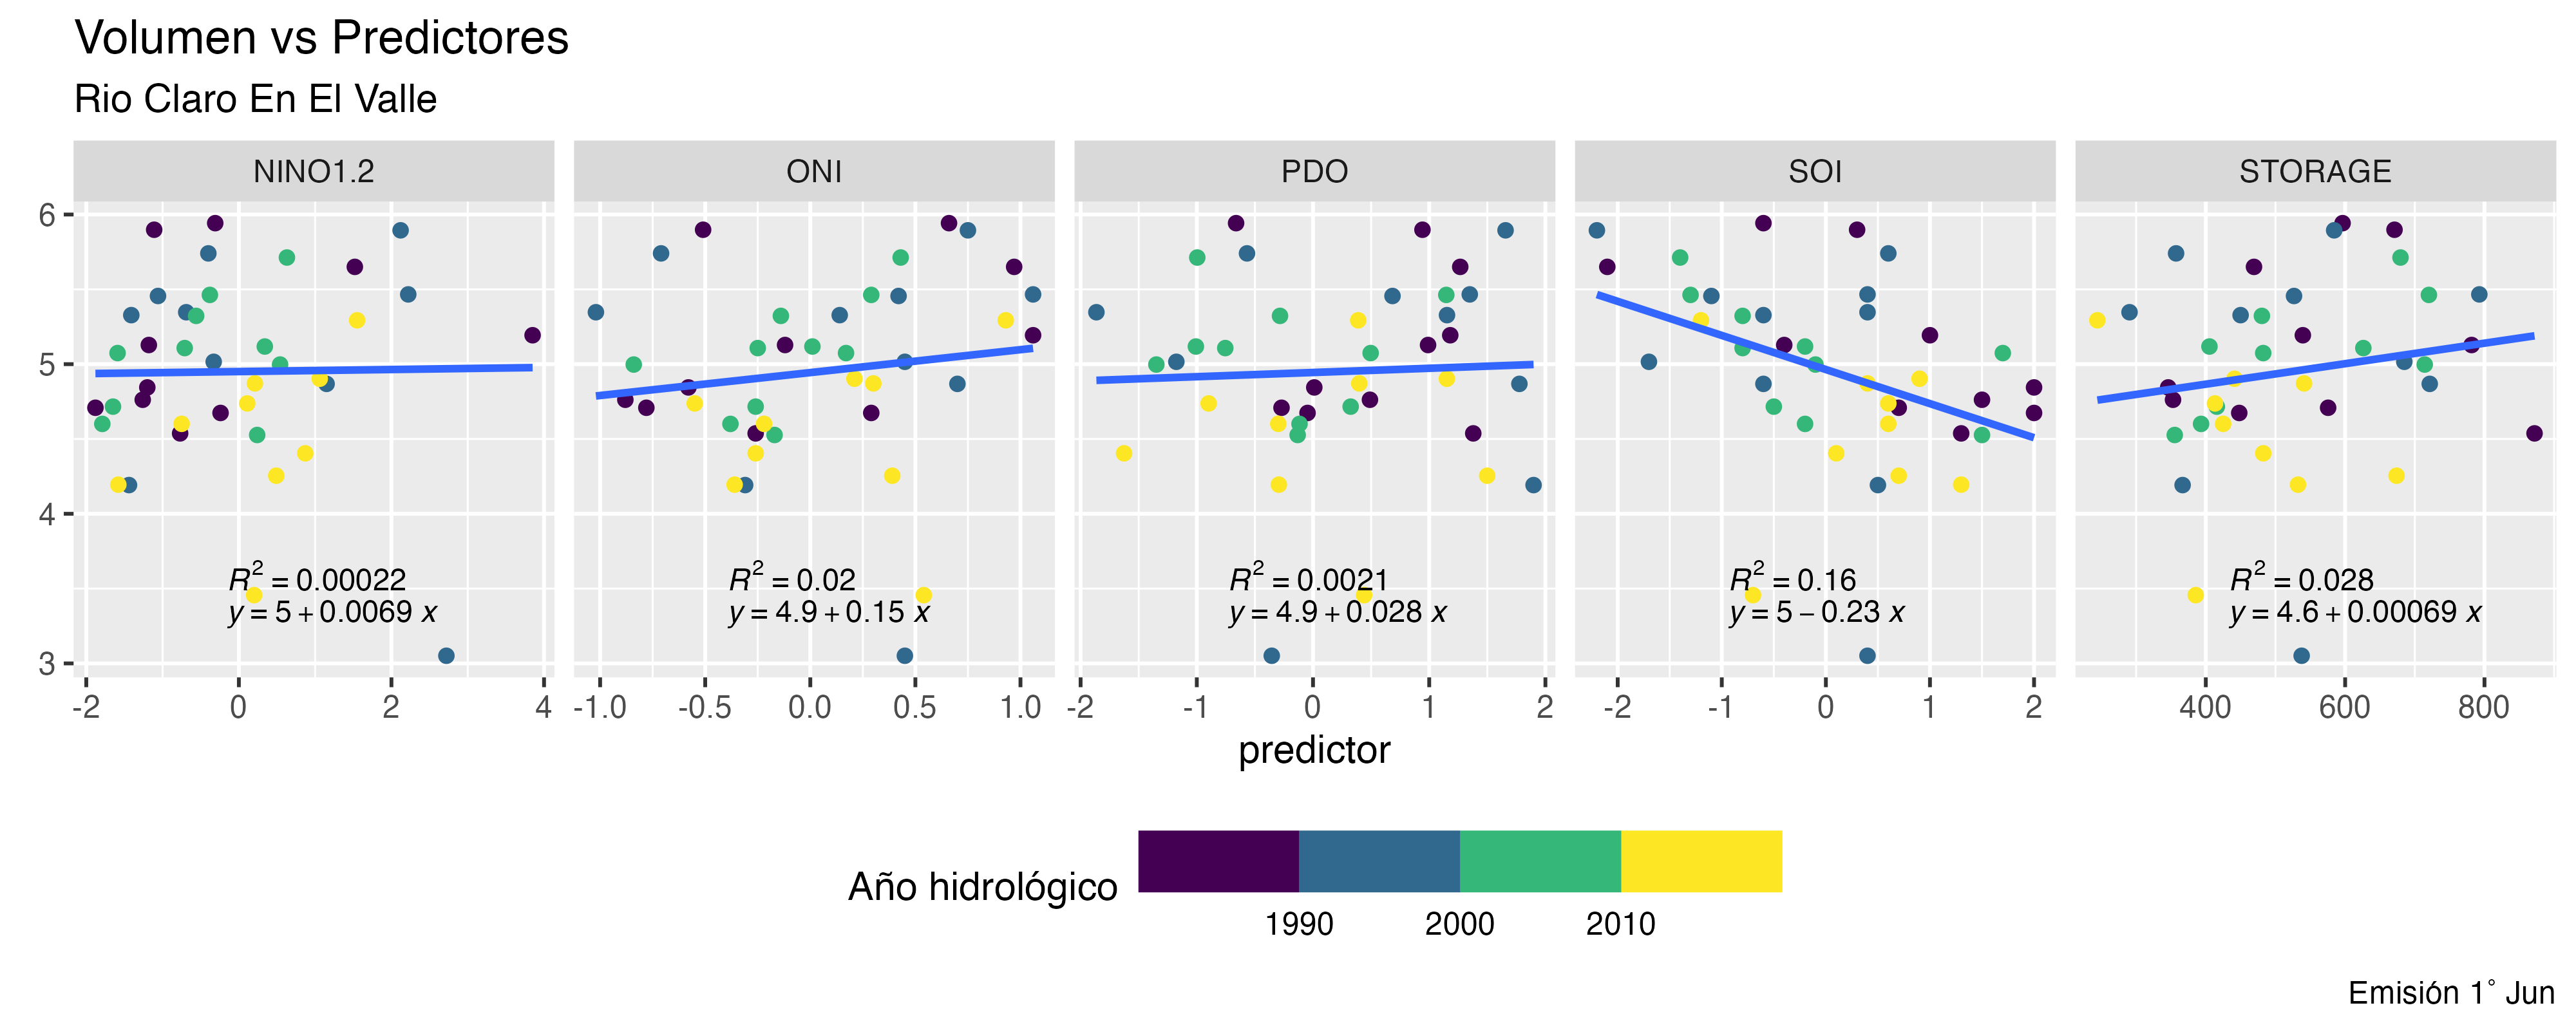 Volumen vs Predictores
Rio Claro En El Valle
NINO1.2 ONI PDO SOI STORAGE
6
5
4
3
R² = 0.00022 R² = 0.02 R² = 0.0021 R² = 0.16 R² = 0.028
y = 5 + 0.0069 x y = 4.9 + 0.15 x y = 4.9 + 0.028 x y = 5 − 0.23 x y = 4.6 + 0.00069 x
-2 0 2 4 -1.0 -0.5 0.0 0.5 1.0 -2 -1 0 1 2 -2 -1 0 1 2 400 600 800
predictor
Año hidrológico
1990 2000 2010
Emisión 1° Jun